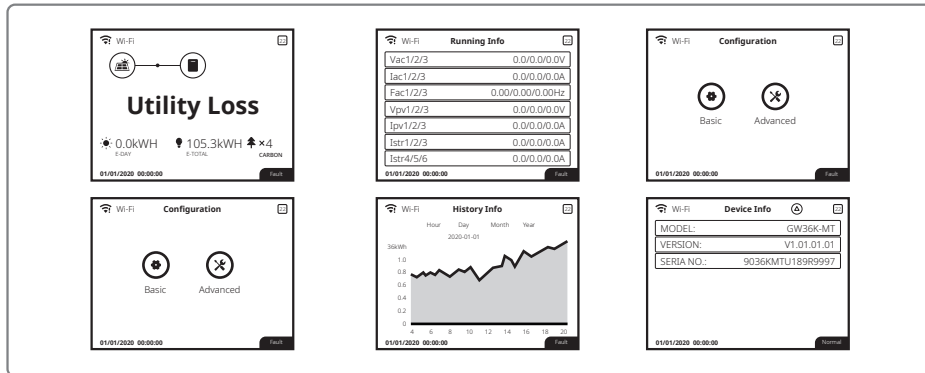 Wi-Fi 22
Utility Loss
0.0kWH 105.3kWH ×4
E-DAY E-TOTAL CARBON
01/01/2020 00:00:00 Fault
Wi-Fi Running Info 22
Vac1/2/3 0.0/0.0/0.0V
Iac1/2/3 0.0/0.0/0.0A
Fac1/2/3 0.00/0.00/0.00Hz
Vpv1/2/3 0.0/0.0/0.0V
Ipv1/2/3 0.0/0.0/0.0A
Istr1/2/3 0.0/0.0/0.0A
Istr4/5/6 0.0/0.0/0.0A
01/01/2020 00:00:00 Fault
Wi-Fi Configuration 22
Basic Advanced
01/01/2020 00:00:00 Fault
Wi-Fi Configuration 22
Basic Advanced
01/01/2020 00:00:00 Fault
Wi-Fi History Info 22
Hour Day Month Year
2020-01-01
36kWh
1.0
0.8
0.6
0.4
0.2
0
4 6 8 10 12 14 16 18 20
01/01/2020 00:00:00 Fault
Wi-Fi Device Info 22
MODEL: GW36K-MT
VERSION: V1.01.01.01
SERIA NO.: 9036KMTU189R9997
01/01/2020 00:00:00 Normal